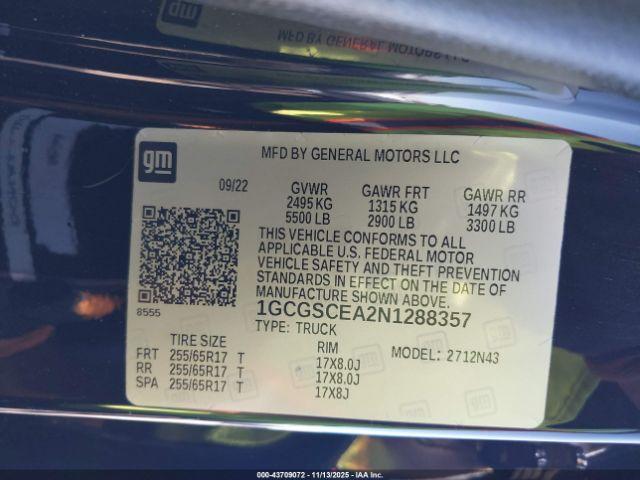 gm
MFD BY GENERAL MOTORS LLC
09/22 GVWR GAWR FRT GAWR RR
2495 KG 1315 KG 1497 KG
5500 LB 2900 LB 3300 LB
THIS VEHICLE CONFORMS TO ALL
APPLICABLE U.S. FEDERAL MOTOR
VEHICLE SAFETY AND THEFT PREVENTION
STANDARDS IN EFFECT ON THE DATE OF
MANUFACTURE SHOWN ABOVE.
8555 1GCGSCEA2N1288357
TYPE: TRUCK
TIRE SIZE RIM MODEL: 2712N43
FRT 255/65R17 T 17X8.0J
RR 255/65R17 T 17X8.0J
SPA 255/65R17 T 17X8J
000-43709072 | 11/13/2025 | IAAI.com